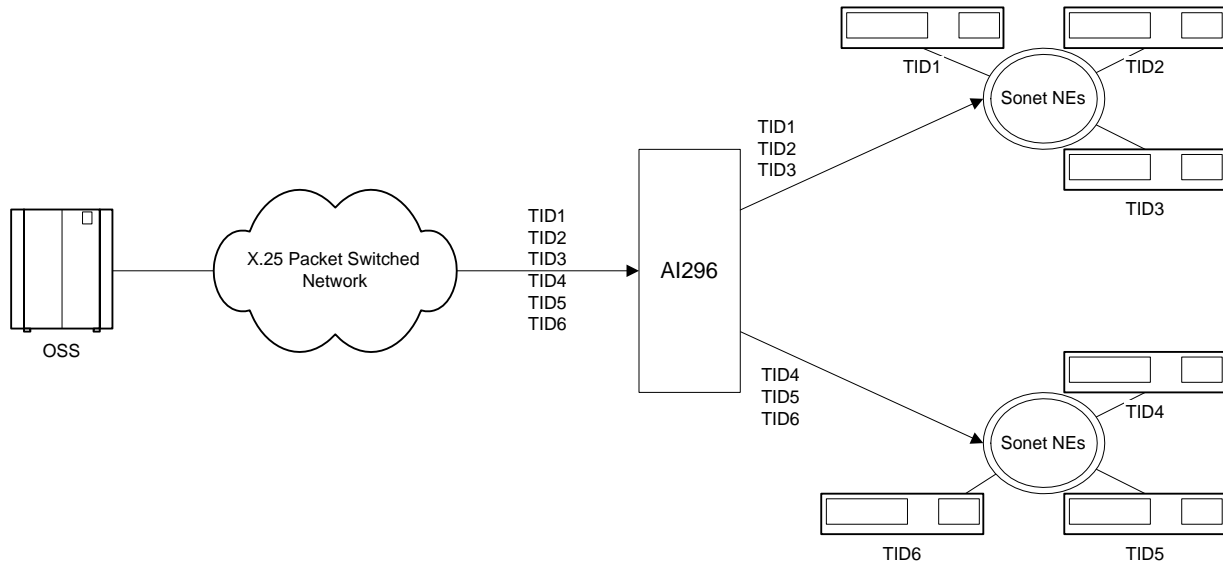 TID1
TID2
Sonet NEs
TID3
TID1
TID2
TID3
OSS
X.25 Packet Switched
Network
TID1
TID2
TID3
TID4
TID5
TID6
AI296
TID4
TID5
TID6
Sonet NEs
TID4
TID6
TID5